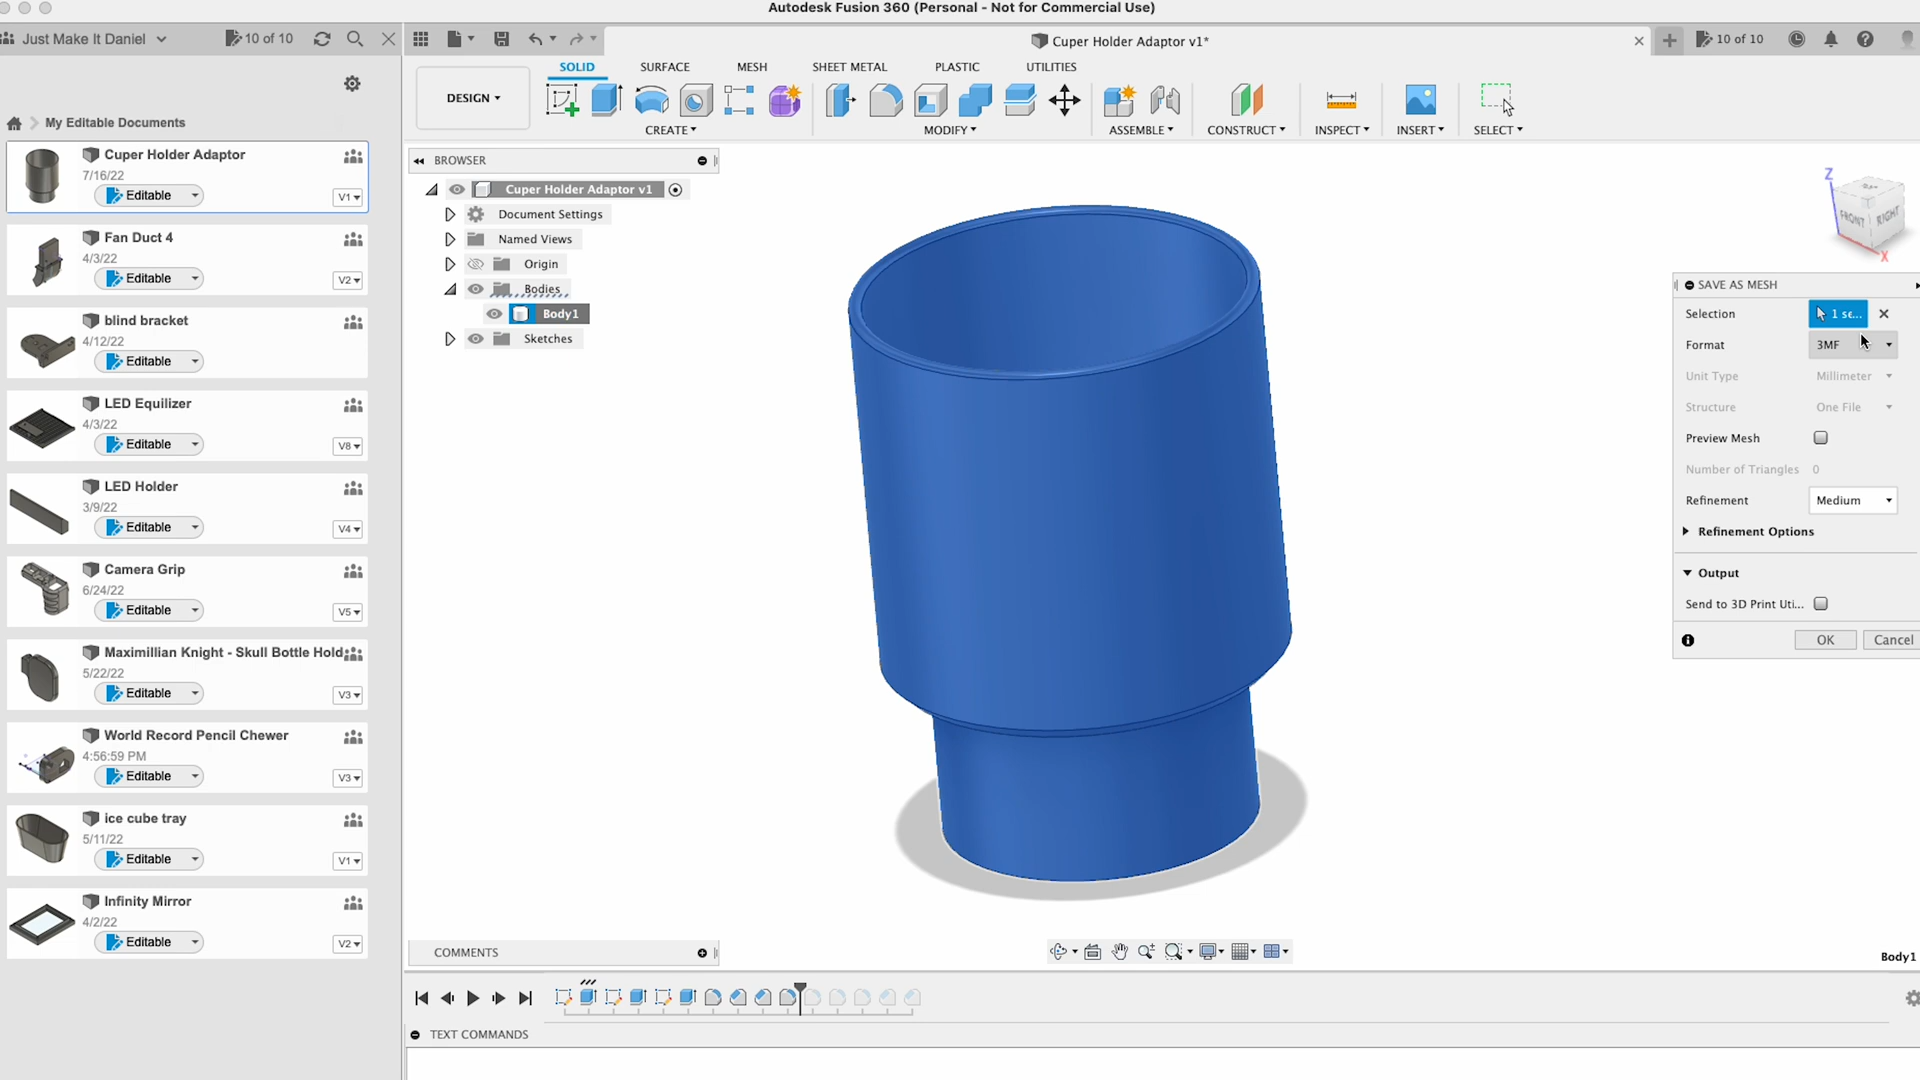 Autodesk Fusion 360 (Personal - Not for Commercial Use)
Just Make It Daniel
10 of 10
Cuper Holder Adaptor v1*
10 of 10
SOLID
SURFACE
MESH
SHEET METAL
PLASTIC
UTILITIES
DESIGN
CREATE
MODIFY
ASSEMBLE
CONSTRUCT
INSPECT
INSERT
SELECT
My Editable Documents
Cuper Holder Adaptor
7/16/22
Editable
V1
Fan Duct 4
4/3/22
Editable
V2
blind bracket
4/12/22
Editable
LED Equilizer
4/3/22
Editable
V8
LED Holder
3/9/22
Editable
V4
Camera Grip
6/24/22
Editable
V5
Maximillian Knight - Skull Bottle Hold
5/22/22
Editable
V3
World Record Pencil Chewer
4:56:59 PM
Editable
V3
ice cube tray
5/11/22
Editable
V1
Infinity Mirror
4/2/22
Editable
V2
BROWSER
Cuper Holder Adaptor v1
Document Settings
Named Views
Origin
Bodies
Body1
Sketches
Z
FRONT
RIGHT
X
SAVE AS MESH
Selection
1 se...
Format
3MF
Unit Type
Millimeter
Structure
One File
Preview Mesh
Number of Triangles
0
Refinement
Medium
Refinement Options
Output
Send to 3D Print Uti...
OK
Cancel
COMMENTS
Body1
TEXT COMMANDS